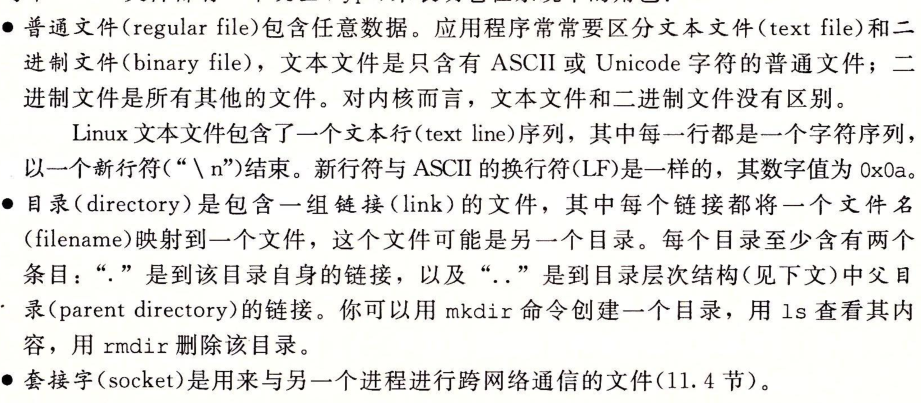 ● 普通文件(regular file)包含任意数据。应用程序常常要区分文本文件(text file)和二
进制文件(binary file)，文本文件是只含有 ASCII 或 Unicode 字符的普通文件；二
进制文件是所有其他的文件。对内核而言，文本文件和二进制文件没有区别。
Linux 文本文件包含了一个文本行(text line)序列，其中每一行都是一个字符序列，
以一个新行符(“\n”)结束。新行符与 ASCII 的换行符(LF)是一样的，其数字值为 0x0a。
● 目录(directory)是包含一组链接(link)的文件，其中每个链接都将一个文件名
(filename)映射到一个文件，这个文件可能是另一个目录。每个目录至少含有两个
条目：“.”是到该目录自身的链接，以及“..”是到目录层次结构(见下文)中父目
录(parent directory)的链接。你可以用 mkdir 命令创建一个目录，用 ls 查看其内
容，用 rmdir 删除该目录。
● 套接字(socket)是用来与另一个进程进行跨网络通信的文件(11.4 节)。